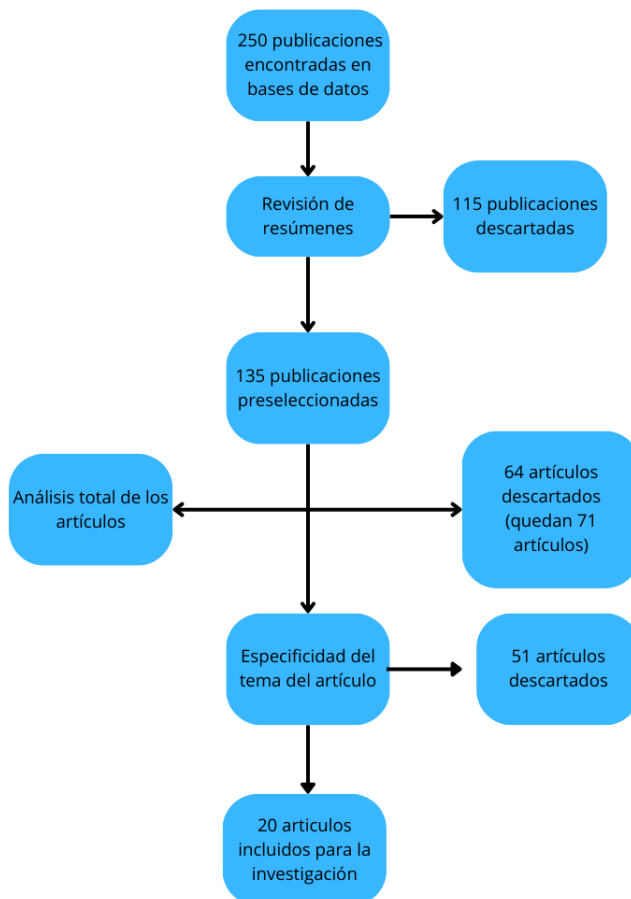 250 publicaciones
encontradas en
bases de datos
Revisión de
resúmenes
115 publicaciones
descartadas
135 publicaciones
preseleccionadas
Análisis total de los
artículos
64 artículos
descartados
(quedan 71
artículos)
Especificidad del
tema del artículo
51 artículos
descartados
20 articulos
incluidos para la
investigación